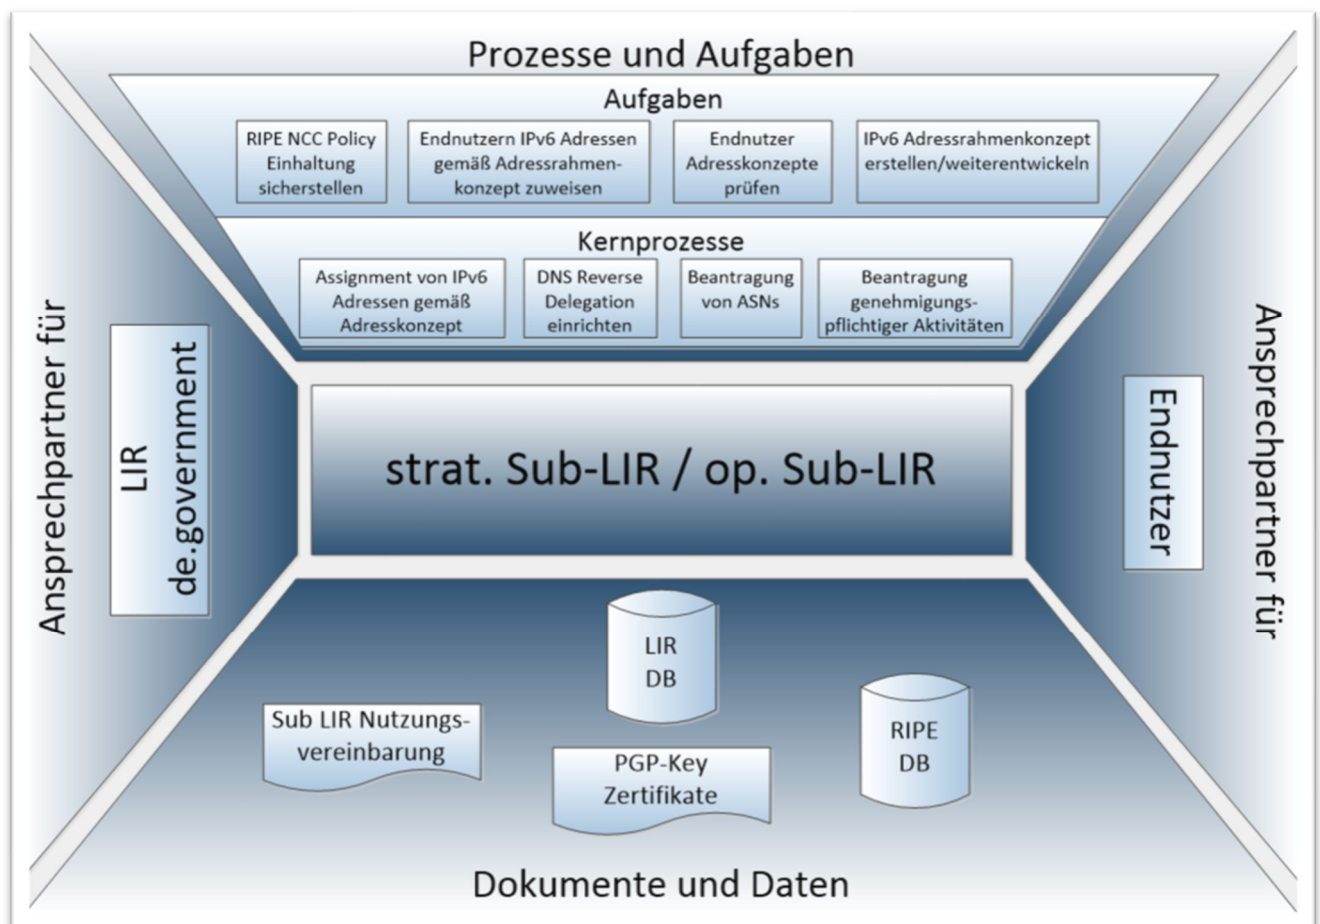 Prozesse und Aufgaben
Aufgaben
RIPE NCC Policy
Einhaltung
sicherstellen
Endnutzern IPv6 Adressen
gemäß Adressrahmen-
konzept zuweisen
Endnutzer
Adresskonzepte
prüfen
IPv6 Adressrahmenkonzept
erstellen/weiterentwickeln
Kernprozesse
Assignment von IPv6
Adressen gemäß
Adresskonzept
DNS Reverse
Delegation
einrichten
Beantragung
von ASNs
Beantragung
genehmigungs-
pflichtiger Aktivitäten
Ansprechpartner für
LIR
de.government
strat. Sub-LIR / op. Sub-LIR
Endnutzer
Ansprechpartner für
LIR
DB
Sub LIR Nutzungs-
vereinbarung
PGP-Key
Zertifikate
RIPE
DB
Dokumente und Daten